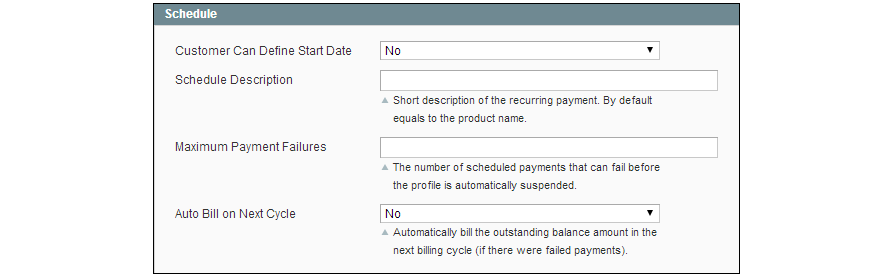 Schedule
Customer Can Define Start Date No
Schedule Description
Short description of the recurring payment. By default
equals to the product name.
Maximum Payment Failures
The number of scheduled payments that can fail before
the profile is automatically suspended.
Auto Bill on Next Cycle No
Automatically bill the outstanding balance amount in the
next billing cycle (if there were failed payments).